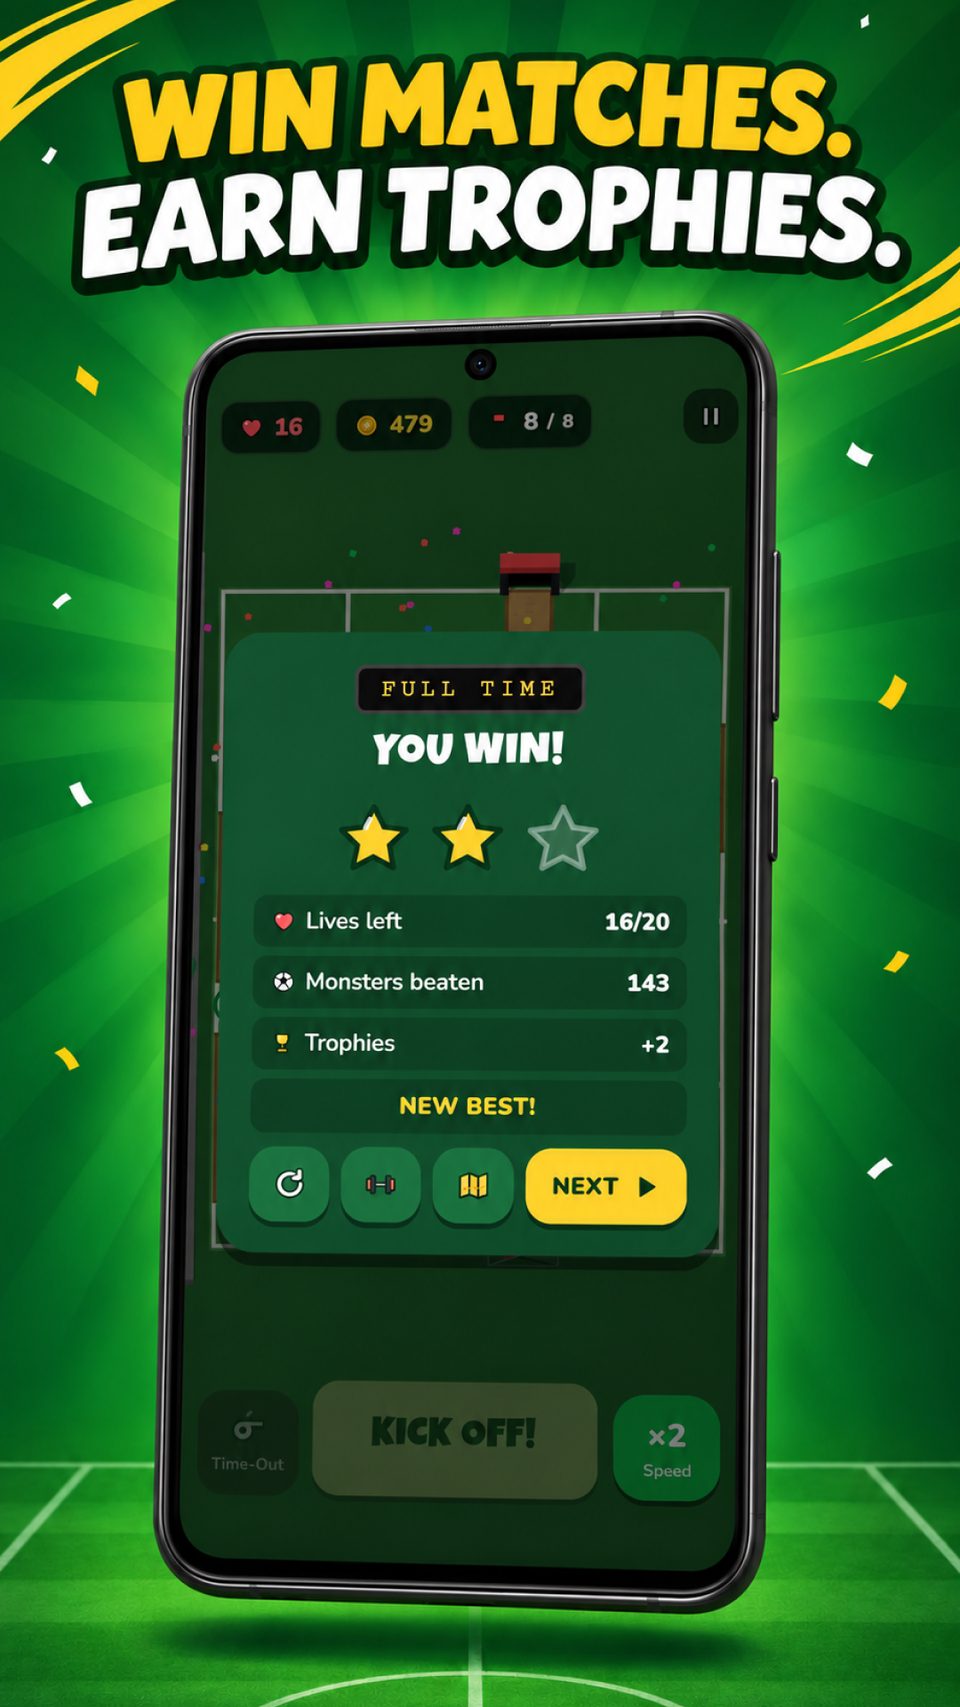 WIN MATCHES.
EARN TROPHIES.
16
479
8 / 8
FULL TIME
YOU WIN!
Lives left 16/20
Monsters beaten 143
Trophies +2
NEW BEST!
NEXT
KICK OFF!
Time-Out
×2
Speed